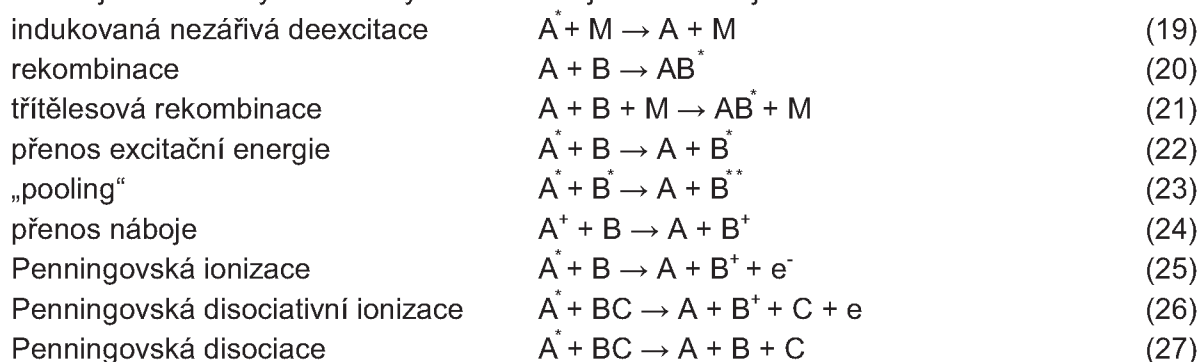 indukovaná nezářivá deexcitace A* + M → A + M (19)
rekombinace A + B → AB* (20)
třítělesová rekombinace A + B + M → AB* + M (21)
přenos excitační energie A* + B → A + B* (22)
„pooling“ A* + B* → A + B** (23)
přenos náboje A⁺ + B → A + B⁺ (24)
Penningovská ionizace A* + B → A + B⁺ + e⁻ (25)
Penningovská disociativní ionizace A* + BC → A + B⁺ + C + e (26)
Penningovská disociace A* + BC → A + B + C (27)